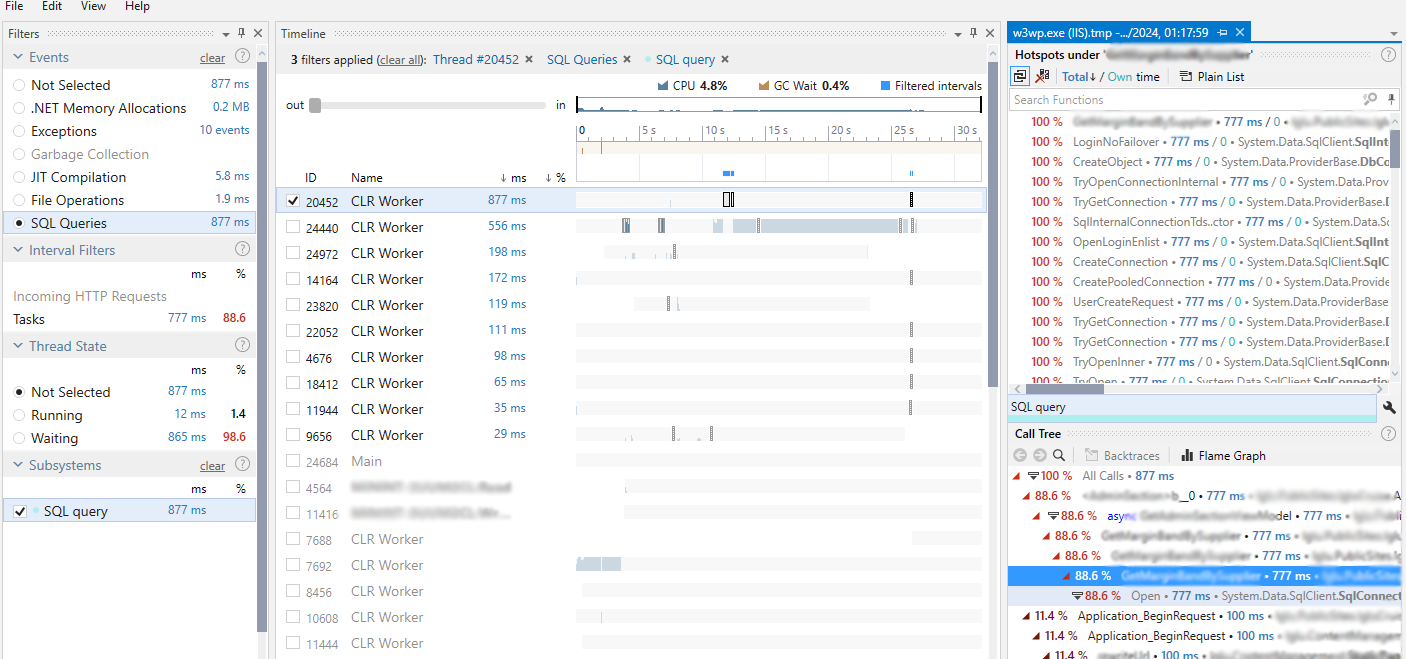 File Edit View Help
Filters
Events clear ?
Not Selected 877 ms
.NET Memory Allocations 0.2 MB
Exceptions 10 events
Garbage Collection
JIT Compilation 5.8 ms
File Operations 1.9 ms
SQL Queries 877 ms
Interval Filters ?
ms %
Incoming HTTP Requests
Tasks 777 ms 88.6
Thread State ?
ms %
Not Selected 877 ms
Running 12 ms 1.4
Waiting 865 ms 98.6
Subsystems clear ?
ms %
SQL query 877 ms
Timeline
3 filters applied (clear all): Thread #20452 × SQL Queries × SQL query ×
CPU 4.8% GC Wait 0.4% Filtered intervals
out in
0 5 s 10 s 15 s 20 s 25 s 30 s
ID Name ↓ ms ↓ %
20452 CLR Worker 877 ms
24440 CLR Worker 556 ms
24972 CLR Worker 198 ms
14164 CLR Worker 172 ms
23820 CLR Worker 119 ms
22052 CLR Worker 111 ms
4676 CLR Worker 98 ms
18412 CLR Worker 65 ms
11944 CLR Worker 35 ms
9656 CLR Worker 29 ms
24684 Main
4564
11416
7688 CLR Worker
7692 CLR Worker
8456 CLR Worker
10608 CLR Worker
11444 CLR Worker
w3wp.exe (IIS).tmp -.../2024, 01:17:59
Hotspots under ' ' ?
Total↓ / Own time Plain List
Search Functions
100 % GetMarginBandBySupplier • 777 ms / 0 •
100 % LoginNoFailover • 777 ms / 0 • System.Data.SqlClient.SqlInt
100 % CreateObject • 777 ms / 0 • System.Data.ProviderBase.DbCo
100 % TryOpenConnectionInternal • 777 ms / 0 • System.Data.Prov
100 % TryGetConnection • 777 ms / 0 • System.Data.ProviderBase.D
100 % SqlInternalConnectionTds..ctor • 777 ms / 0 • System.Data.Sq
100 % OpenLoginEnlist • 777 ms / 0 • System.Data.SqlClient.SqlInt
100 % CreateConnection • 777 ms / 0 • System.Data.SqlClient.SqlC
100 % CreatePooledConnection • 777 ms / 0 • System.Data.Provide
100 % UserCreateRequest • 777 ms / 0 • System.Data.ProviderBase
100 % TryGetConnection • 777 ms / 0 • System.Data.ProviderBase.D
100 % TryGetConnection • 777 ms / 0 • System.Data.ProviderBase.D
100 % TryOpenInner • 777 ms / 0 • System.Data.SqlClient.SqlConn
100 % TryOpen • 777 ms / 0 • System.Data.SqlClient.SqlConnectio
SQL query
Call Tree ?
Backtraces Flame Graph
100 % All Calls • 877 ms
88.6 % <AdminSection>b__0 • 777 ms •
88.6 % async GetAdminSectionViewModel • 777 ms •
88.6 % GetMarginBandBySupplier • 777 ms •
88.6 % GetMarginBandBySupplier • 777 ms •
88.6 % GetMarginBandBySupplier • 777 ms •
88.6 % Open • 777 ms • System.Data.SqlClient.SqlConnect
11.4 % Application_BeginRequest • 100 ms •
11.4 % Application_BeginRequest • 100 ms •
11.4 % rewriteUrl • 100 ms •